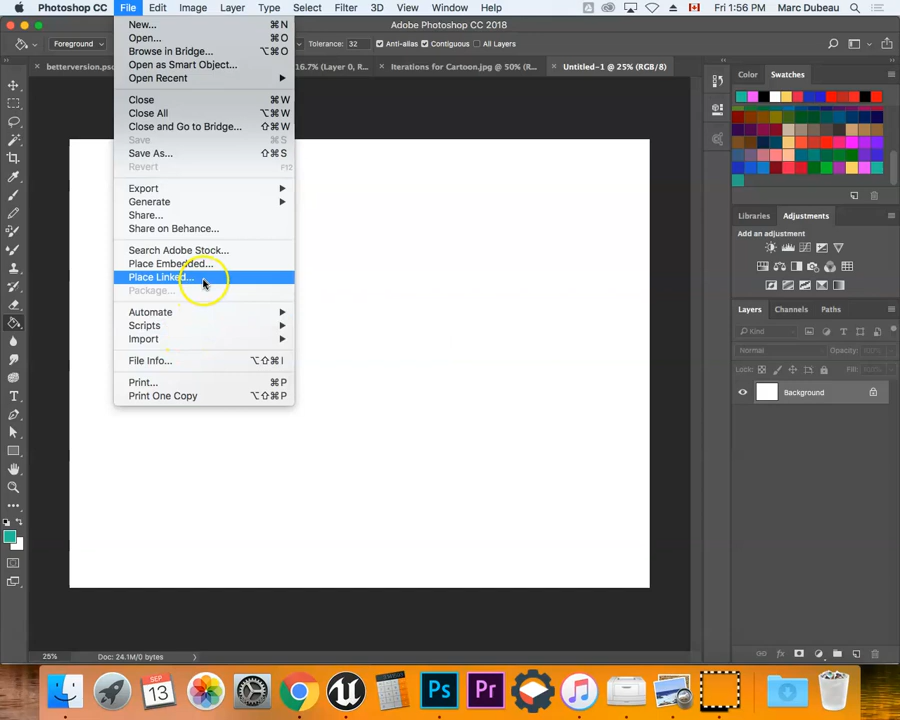 Photoshop CC File Edit Image Layer Type Select Filter 3D View Window Help Fri 1:56 PM Marc Dubeau
Adobe Photoshop CC 2018
Foreground Tolerance: 32 Anti-alias Contiguous All Layers
betterversion.ps 16.7% (Layer 0, R... Iterations for Cartoon.jpg @ 50% (R... Untitled-1 @ 25% (RGB/8)
New... ⌘N
Open... ⌘O
Browse in Bridge... ⌥⌘O
Open as Smart Object...
Open Recent
Close ⌘W
Close All ⌥⌘W
Close and Go to Bridge... ⇧⌘W
Save ⌘S
Save As... ⇧⌘S
Revert F12
Export
Generate
Share...
Share on Behance...
Search Adobe Stock...
Place Embedded...
Place Linked...
Package...
Automate
Scripts
Import
File Info... ⌥⇧⌘I
Print... ⌘P
Print One Copy ⌥⇧⌘P
Color Swatches
Libraries Adjustments
Add an adjustment
Layers Channels Paths
Kind
Normal Opacity:
Lock: Fill:
Background
25% Doc: 24.1M/0 bytes
SEP
13
Ps Pr